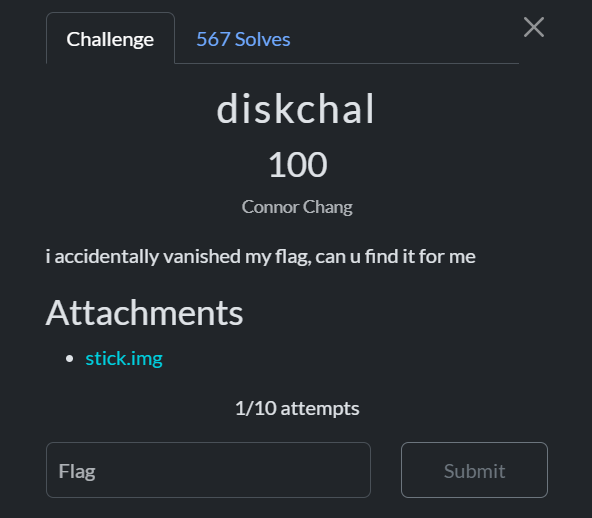 Challenge
567 Solves
diskchal
100
Connor Chang
i accidentally vanished my flag, can u find it for me
Attachments
stick.img
1/10 attempts
Flag
Submit